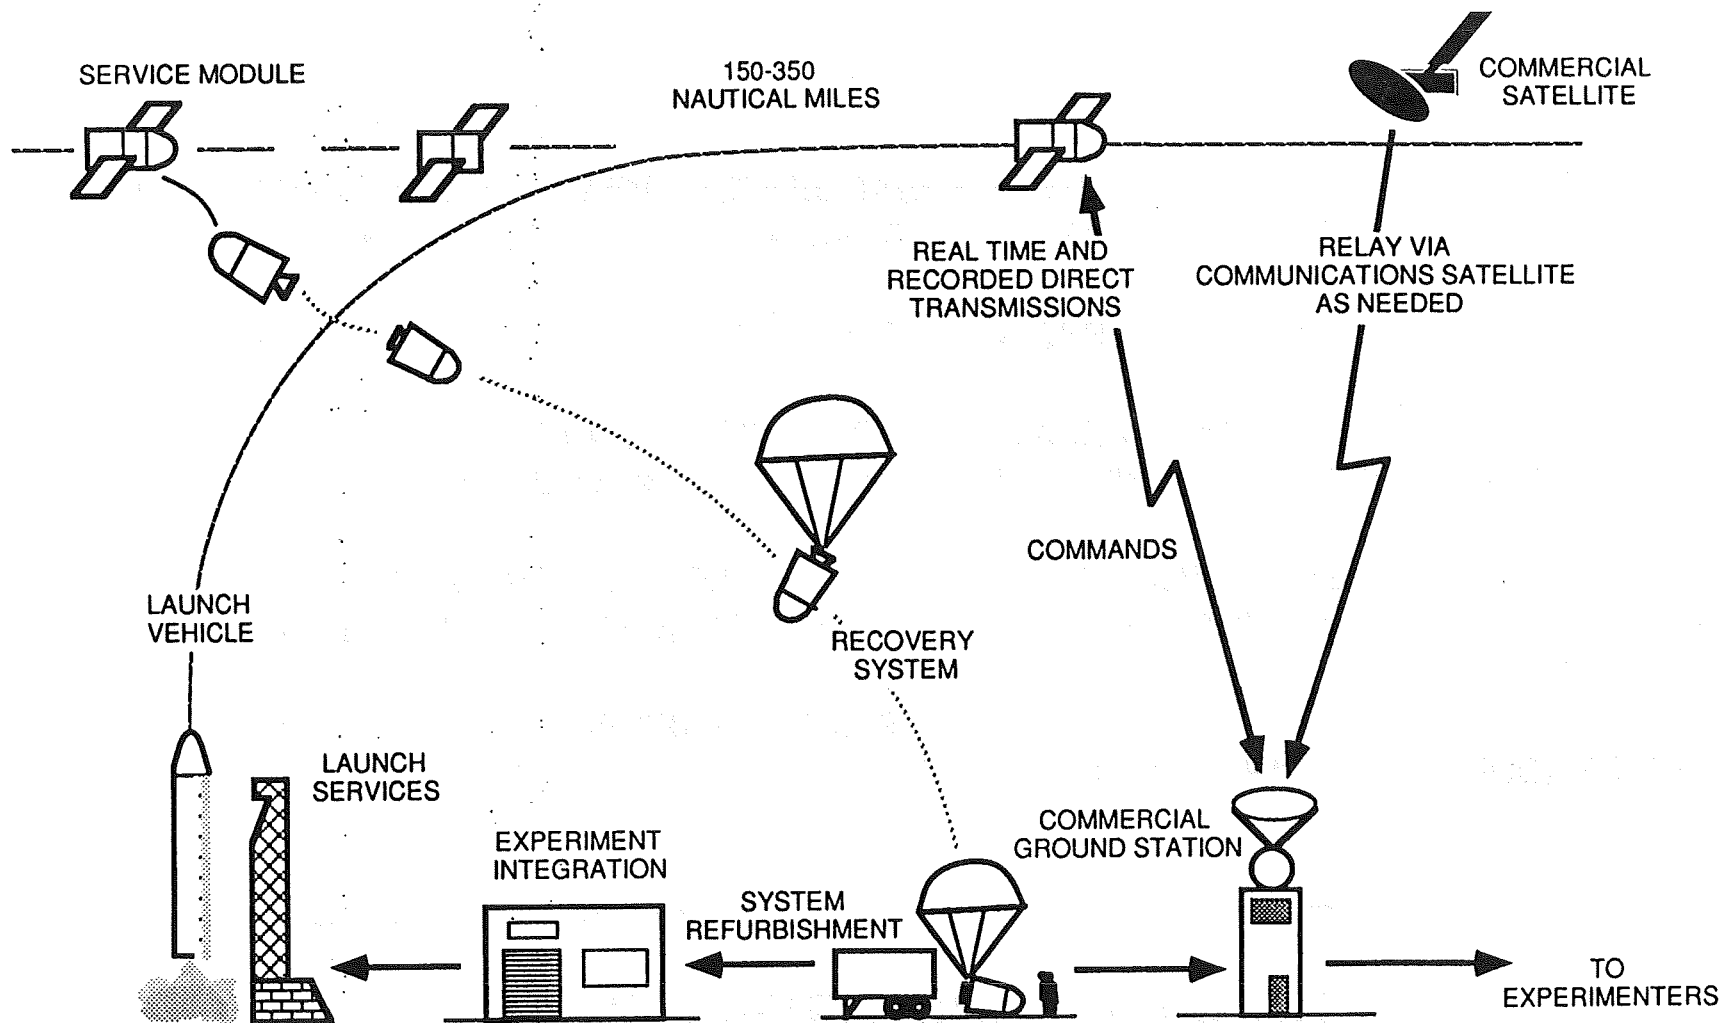 SERVICE MODULE
150-350
NAUTICAL MILES
COMMERCIAL
SATELLITE
REAL TIME AND
RECORDED DIRECT
TRANSMISSIONS
RELAY VIA
COMMUNICATIONS SATELLITE
AS NEEDED
COMMANDS
LAUNCH
VEHICLE
RECOVERY
SYSTEM
LAUNCH
SERVICES
EXPERIMENT
INTEGRATION
SYSTEM
REFURBISHMENT
COMMERCIAL
GROUND STATION
TO
EXPERIMENTERS